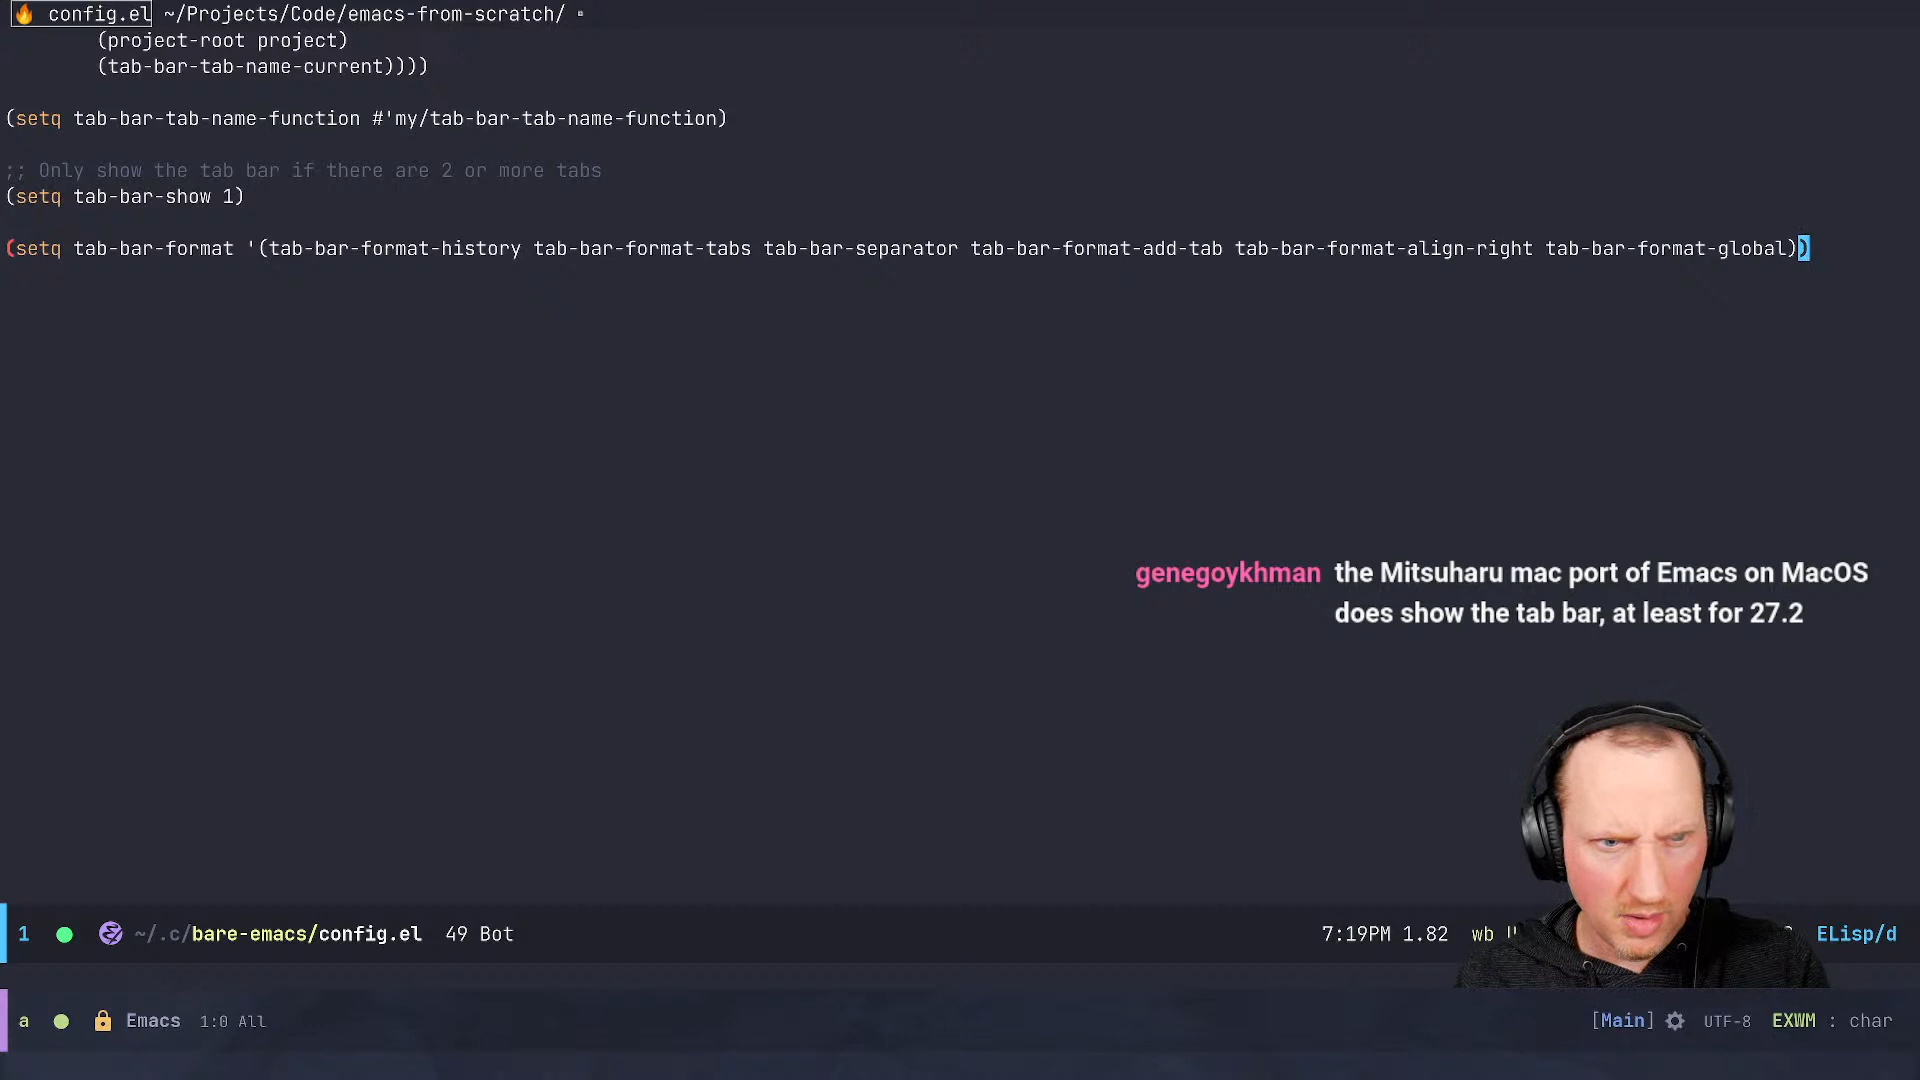 config.el ~/Projects/Code/emacs-from-scratch/
(project-root project)
(tab-bar-tab-name-current))))
(setq tab-bar-tab-name-function #'my/tab-bar-tab-name-function)
;; Only show the tab bar if there are 2 or more tabs
(setq tab-bar-show 1)
(setq tab-bar-format '(tab-bar-format-history tab-bar-format-tabs tab-bar-separator tab-bar-format-add-tab tab-bar-format-align-right tab-bar-format-global))
genegoykhman the Mitsuharu mac port of Emacs on MacOS
does show the tab bar, at least for 27.2
1 ~/.c/bare-emacs/config.el 49 Bot 7:19PM 1.82 wb ELisp/d
a Emacs 1:0 All [Main] UTF-8 EXWM : char